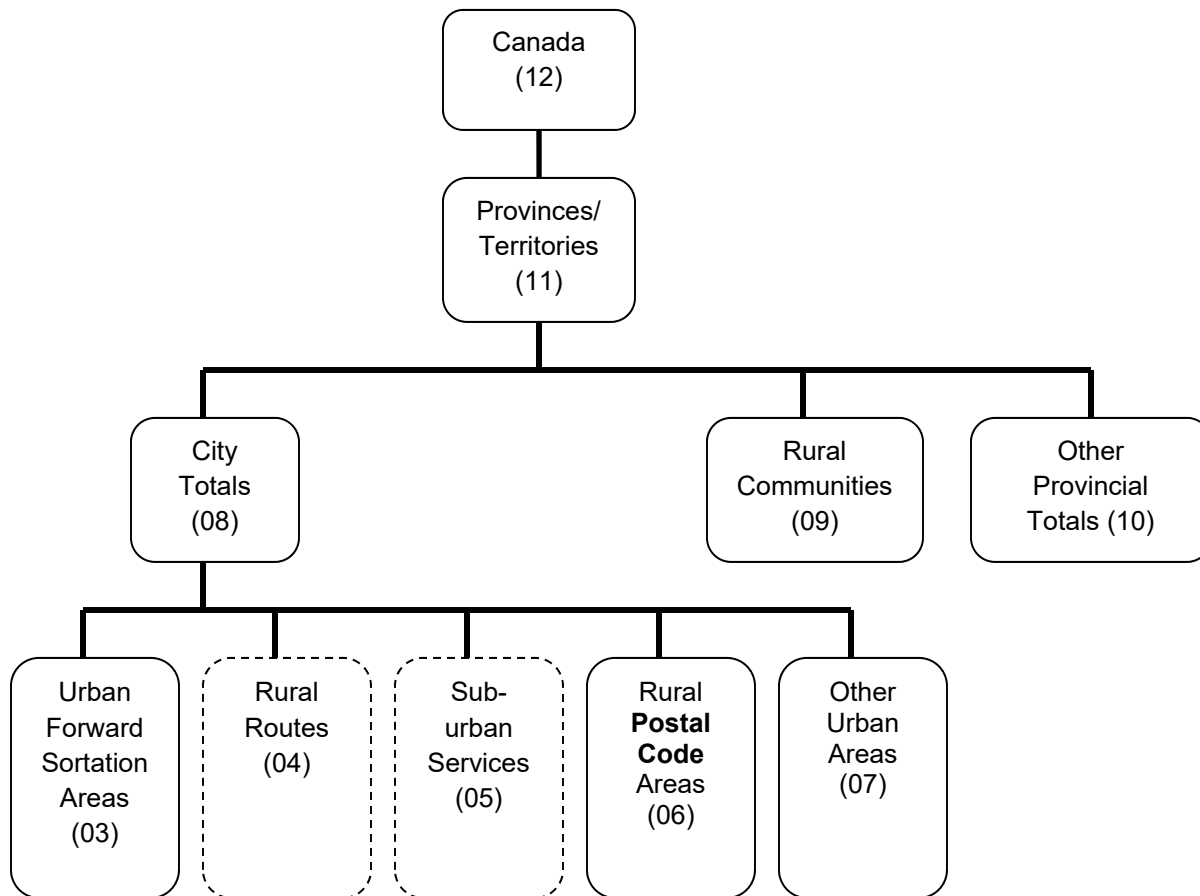 Canada
(12)
Provinces/
Territories
(11)
City
Totals
(08)
Rural
Communities
(09)
Other
Provincial
Totals (10)
Urban
Forward
Sortation
Areas
(03)
Rural
Routes
(04)
Sub-
urban
Services
(05)
Rural
Postal
Code
Areas
(06)
Other
Urban
Areas
(07)